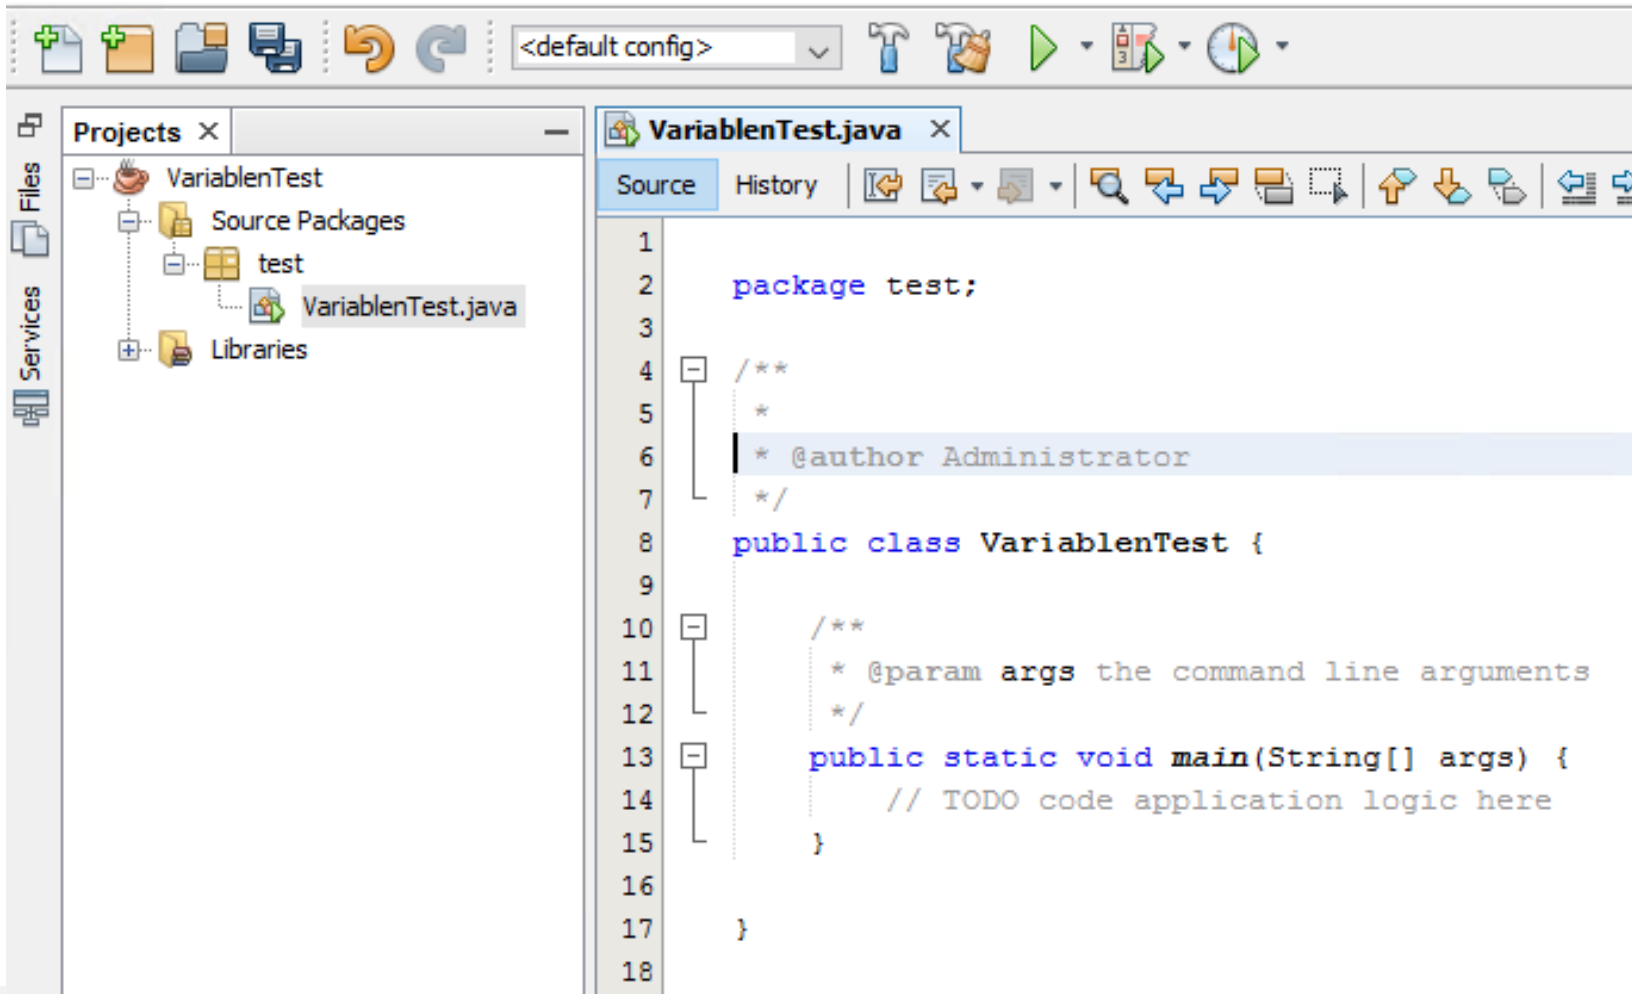 <default config>
Files
Services
Projects
VariablenTest
Source Packages
test
VariablenTest.java
Libraries
VariablenTest.java
Source History
1
2 package test;
3
4 /**
5 *
6 * @author Administrator
7 */
8 public class VariablenTest {
9
10 /**
11 * @param args the command line arguments
12 */
13 public static void main(String[] args) {
14 // TODO code application logic here
15 }
16
17 }
18